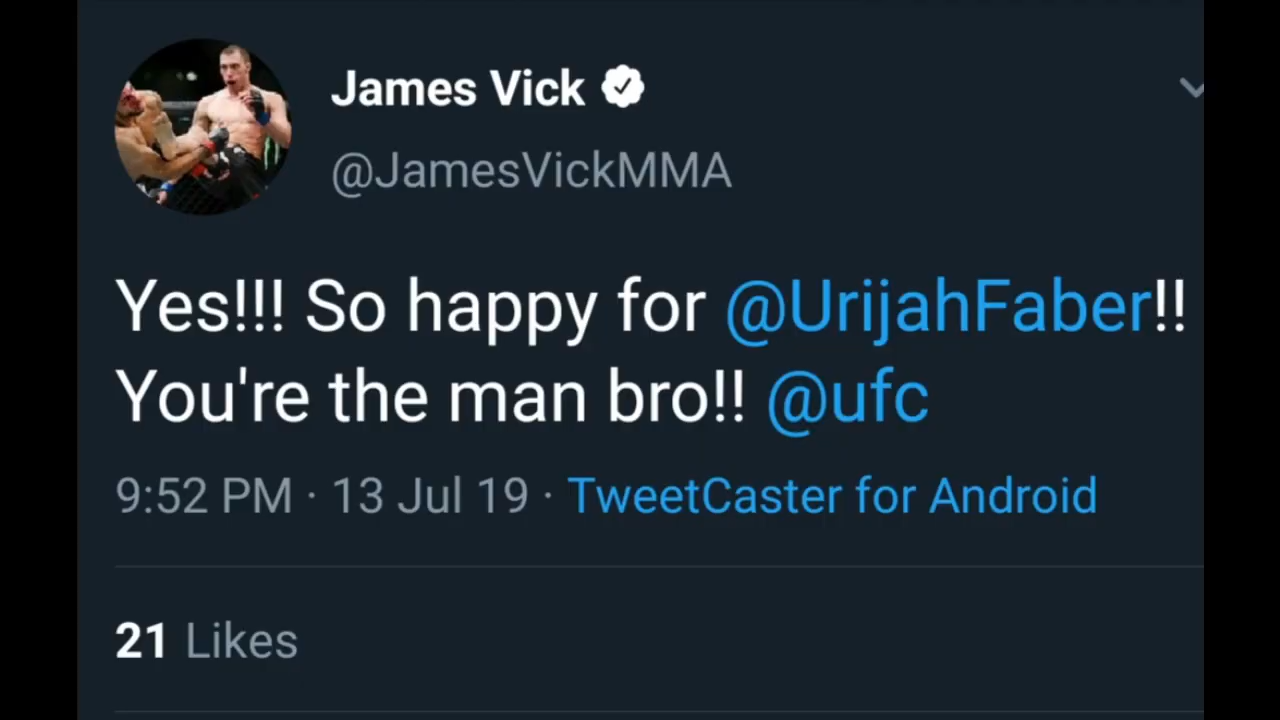 James Vick
@JamesVickMMA
Yes!!! So happy for @UrijahFaber!!
You're the man bro!! @ufc
9:52 PM · 13 Jul 19 · TweetCaster for Android
21 Likes